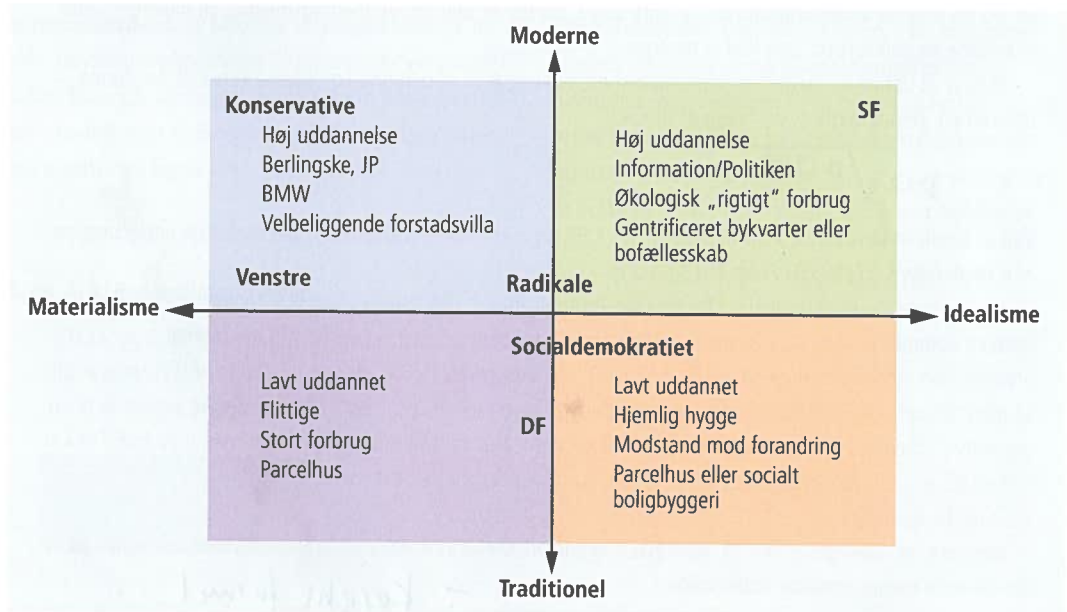 Moderne
Konservative
Høj uddannelse
Berlingske, JP
BMW
Velbeliggende forstadsvilla
SF
Høj uddannelse
Information/Politiken
Økologisk „rigtigt“ forbrug
Gentrificeret bykvarter eller
bofællesskab
Venstre
Radikale
Materialisme
Idealisme
Socialdemokratiet
Lavt uddannet
Flittige
Stort forbrug
Parcelhus
DF
Lavt uddannet
Hjemlig hygge
Modstand mod forandring
Parcelhus eller socialt
boligbyggeri
Traditionel